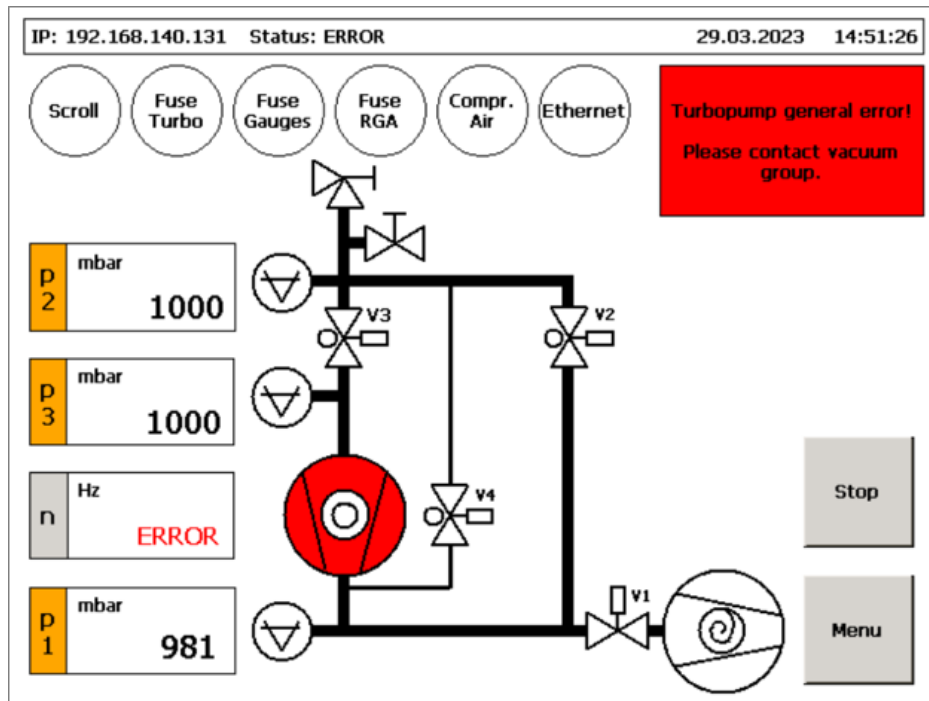 IP: 192.168.140.131 Status: ERROR 29.03.2023 14:51:26
Scroll
Fuse
Turbo
Fuse
Gauges
Fuse
RGA
Compr.
Air
Ethernet
Turbopump general error!
Please contact vacuum
group.
p
2
mbar
1000
V3
V2
p
3
mbar
1000
n
Hz
ERROR
V4
Stop
p
1
mbar
981
V1
Menu